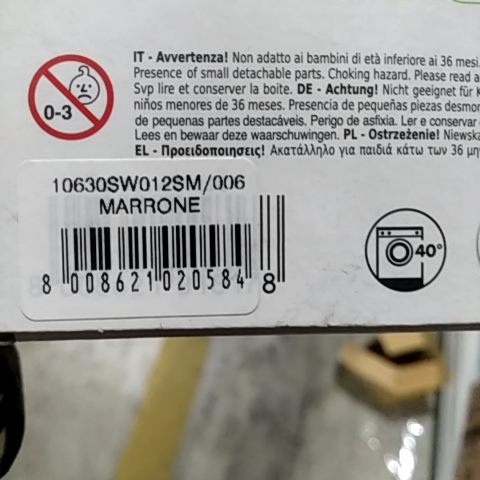 IT - Avvertenza! Non adatto ai bambini di età inferiore ai 36 mesi.
Presence of small detachable parts. Choking hazard. Please read a
Svp lire et conserver la boite. DE - Achtung! Nicht geeignet für K
niños menores de 36 meses. Presencia de pequeñas piezas desmon
de pequenas partes destacáveis. Perigo de asfixia. Ler e conservar
Lees en bewaar deze waarschuwingen. PL - Ostrzeżenie! Niewska
EL - Προειδοποιησεις! Ακατάλληλο για παιδιά κάτω των 36 μη
0-3
10630SW012SM/006
MARRONE
8 008621 020584 8
40°